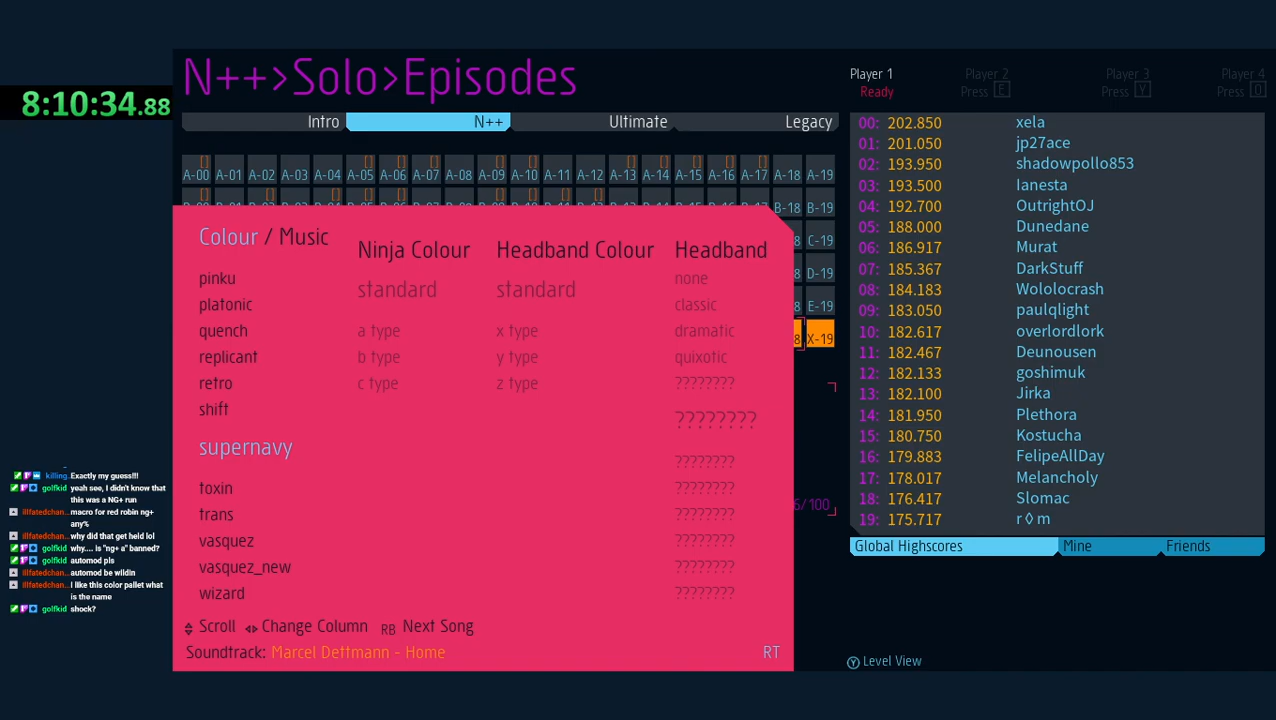 N++>Solo>Episodes
8:10:34.88
Intro N++ Ultimate Legacy
A-00 A-01 A-02 A-03 A-04 A-05 A-06 A-07 A-08 A-09 A-10 A-11 A-12 A-13 A-14 A-15 A-16 A-17 A-18 A-19
B-18 B-19
C-19
D-19
E-19
X-19
Colour / Music
pinku
platonic
quench
replicant
retro
shift
supernavy
toxin
trans
vasquez
vasquez_new
wizard
Ninja Colour
standard
a type
b type
c type
Headband Colour
standard
x type
y type
z type
Headband
none
classic
dramatic
quixotic
????????
????????
????????
????????
????????
????????
????????
????????
Scroll Change Column RB Next Song
Soundtrack: Marcel Dettmann - Home RT
6/100
Player 1
Ready
Player 2
Press E
Player 3
Press Y
Player 4
Press O
00: 202.850 xela
01: 201.050 jp27ace
02: 193.950 shadowpollo853
03: 193.500 Ianesta
04: 192.700 OutrightOJ
05: 188.000 Dunedane
06: 186.917 Murat
07: 185.367 DarkStuff
08: 184.183 Wololocrash
09: 183.050 paulqlight
10: 182.617 overlordlork
11: 182.467 Deunousen
12: 182.133 goshimuk
13: 182.100 Jirka
14: 181.950 Plethora
15: 180.750 Kostucha
16: 179.883 FelipeAllDay
17: 178.017 Melancholy
18: 176.417 Slomac
19: 175.717 r◊m
Global Highscores Mine Friends
Y Level View
killing.. Exactly my guess!!!
golfkid yeah see, I didn't know that
this was a NG+ run
illfatedchan... macro for red robin ng+
any%
illfatedchan... why did that get held lol
golfkid why.... is "ng+ a" banned?
golfkid automod pls
illfatedchan... automod be wildin
illfatedchan... I like this color pallet what
is the name
golfkid shock?